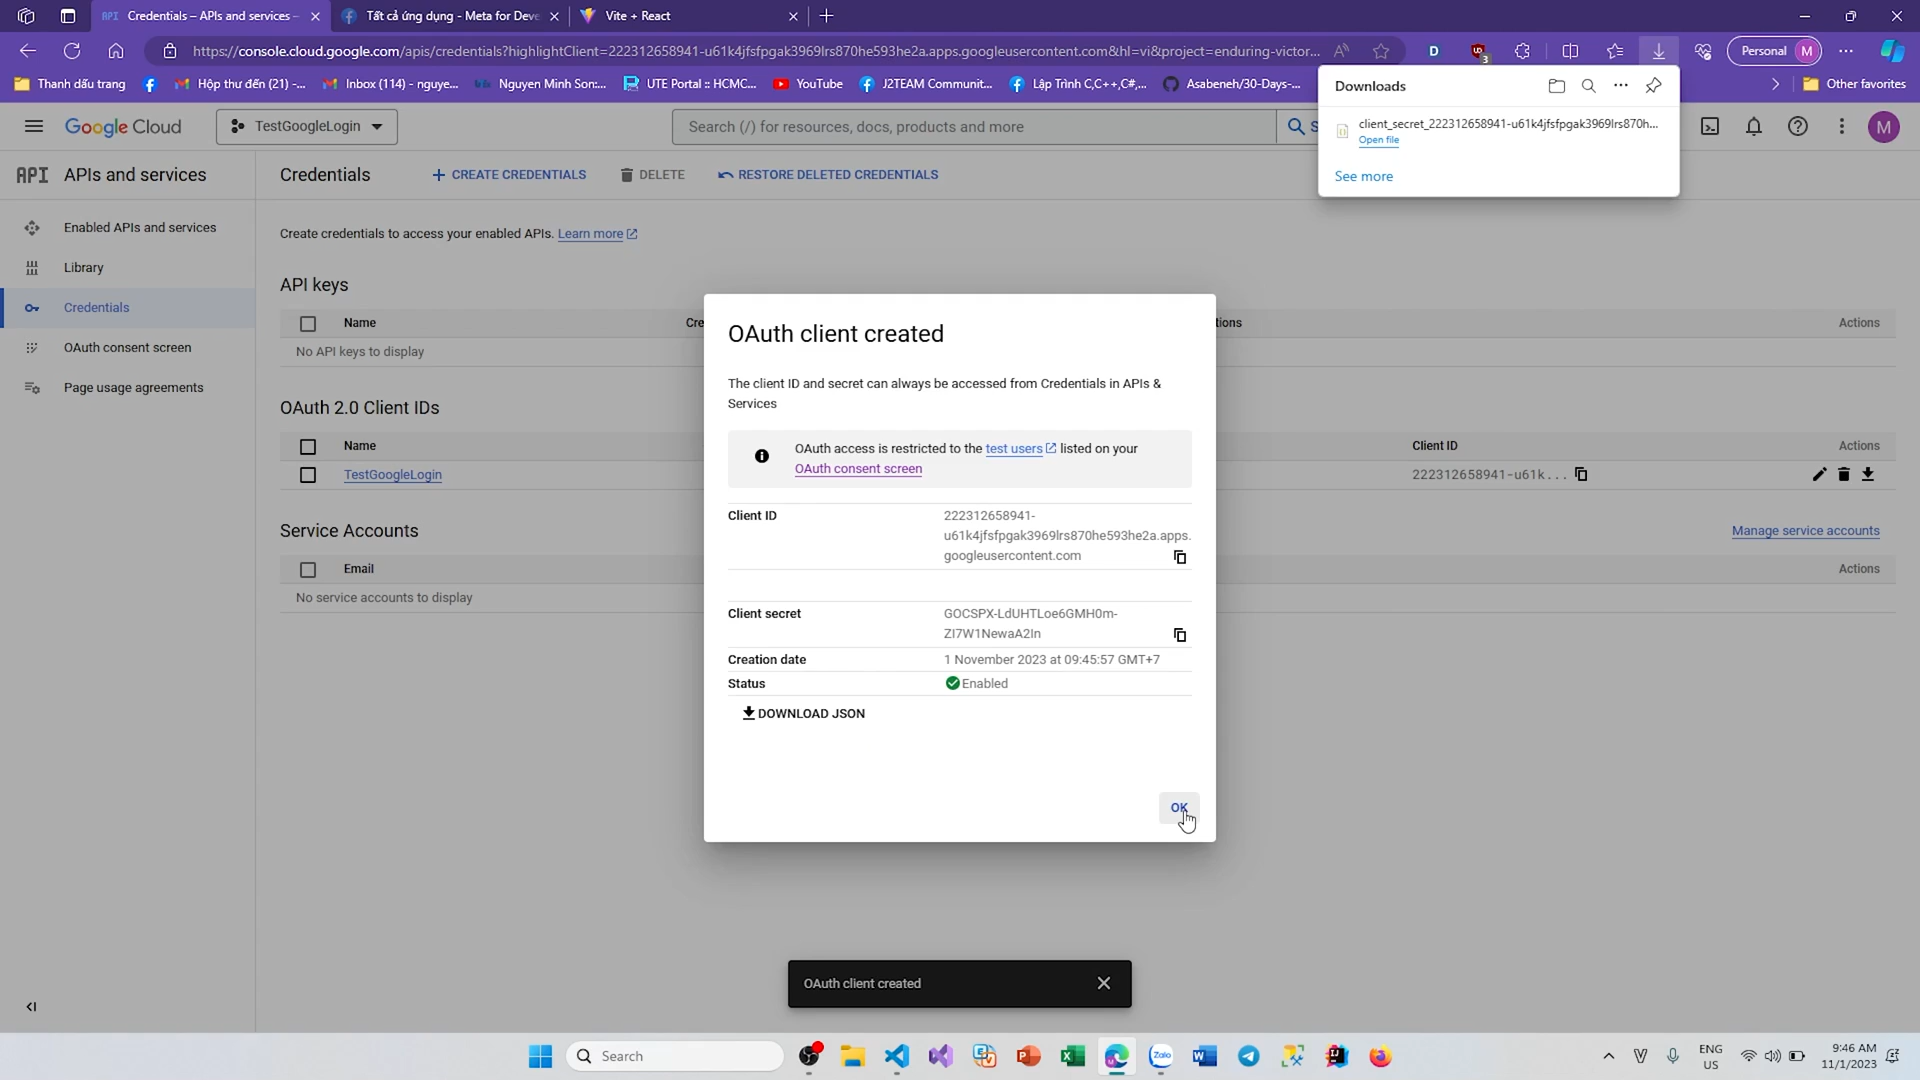 Credentials – APIs and services –
Tất cả ứng dụng - Meta for Deve
Vite + React
https://console.cloud.google.com/apis/credentials?highlightClient=222312658941-u61k4jfsfpgak3969lrs870he593he2a.apps.googleusercontent.com&hl=vi&project=enduring-victor...
Personal
M
Thanh dấu trang
Hộp thư đến (21) -...
Inbox (114) - nguye...
Nguyen Minh Son:...
UTE Portal :: HCMC...
YouTube
J2TEAM Communit...
Lập Trình C,C++,C#,...
Asabeneh/30-Days-...
Other favorites
Downloads
client_secret_222312658941-u61k4jfsfpgak3969lrs870h...
Open file
See more
Google Cloud
TestGoogleLogin
Search (/) for resources, docs, products and more
M
API
APIs and services
Credentials
CREATE CREDENTIALS
DELETE
RESTORE DELETED CREDENTIALS
Enabled APIs and services
Library
Credentials
OAuth consent screen
Page usage agreements
Create credentials to access your enabled APIs. Learn more
API keys
Name
Cre
tions
Actions
No API keys to display
OAuth 2.0 Client IDs
Name
Client ID
Actions
TestGoogleLogin
222312658941-u61k...
Service Accounts
Manage service accounts
Email
Actions
No service accounts to display
OAuth client created
The client ID and secret can always be accessed from Credentials in APIs &
Services
OAuth access is restricted to the test users listed on your
OAuth consent screen
Client ID
222312658941-
u61k4jfsfpgak3969lrs870he593he2a.apps.
googleusercontent.com
Client secret
GOCSPX-LdUHTLoe6GMH0m-
ZI7W1NewaA2In
Creation date
1 November 2023 at 09:45:57 GMT+7
Status
Enabled
DOWNLOAD JSON
OK
OAuth client created
Search
ENG
US
9:46 AM
11/1/2023